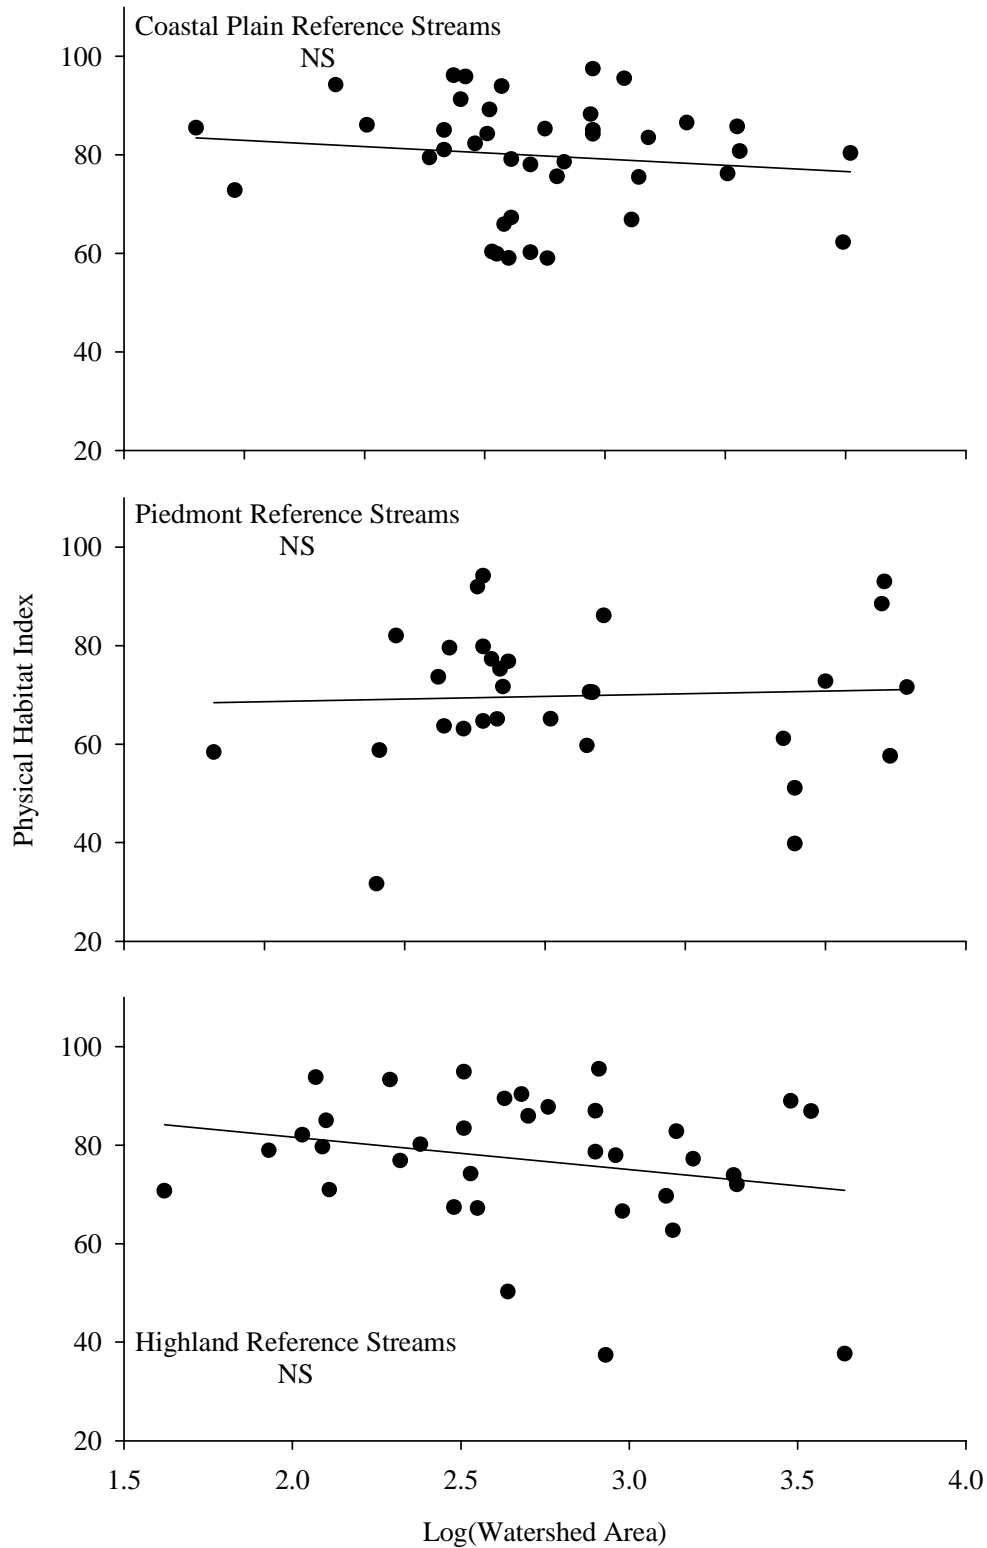 Coastal Plain Reference Streams
NS
100
80
60
40
20
Piedmont Reference Streams
NS
100
80
60
40
20
Physical Habitat Index
100
80
60
40
20
Highland Reference Streams
NS
1.5 2.0 2.5 3.0 3.5 4.0
Log(Watershed Area)